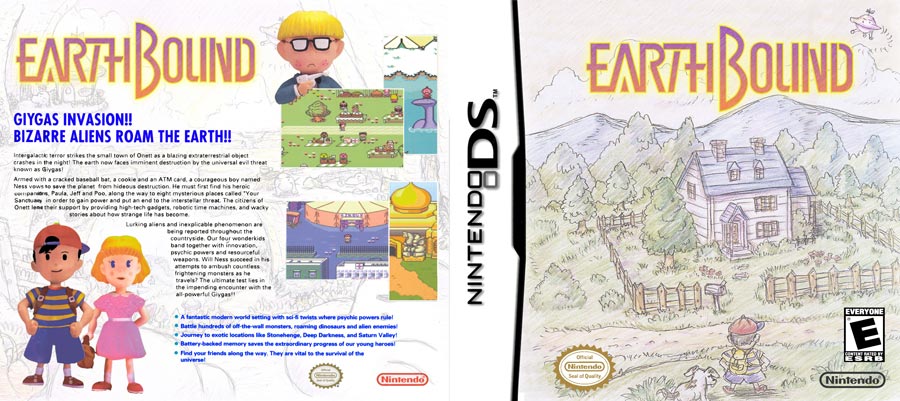 EARTHBOUND
GIYGAS INVASION!!
BIZARRE ALIENS ROAM THE EARTH!!
Intergalactic terror strikes the small town of Onett as a blazing extraterrestrial object
crashes in the night! The earth now faces imminent destruction by the universal evil threat
known as Giygas!
Armed with a cracked baseball bat, a cookie and an ATM card, a courageous boy named
Ness vows to save the planet from hideous destruction. He must first find his heroic
companions, Paula, Jeff and Poo, along the way to eight mysterious places called "Your
Sanctuary in order to gain power and put an end to the interstellar threat. The citizens of
Onett lend their support by providing high-tech gadgets, robotic time machines, and wacky
stories about how strange life has become.
Lurking aliens and inexplicable phenomenon are
being reported throughout the
countryside. Our four wonderkids
band together with innovation,
psychic powers and resourceful
weapons. Will Ness succeed in his
attempts to ambush countless
frightening monsters as he
travels? The ultimate test lies in
the impending encounter with the
all-powerful Giygas!!
• A fantastic modern world setting with sci-fi twists where psychic powers rule!
• Battle hundreds of off-the-wall monsters, roaming dinosaurs and alien enemies!
• Journey to exotic locations like Stonehenge, Deep Darkness, and Saturn Valley!
• Battery-backed memory saves the extraordinary progress of our young heroes!
• Find your friends along the way. They are vital to the survival of the
universe!
Official
Nintendo
Seal of Quality
Nintendo
NINTENDO DS™
EARTHBOUND
Official
Nintendo
Seal of Quality
EVERYONE
E
CONTENT RATED BY
ESRB
Nintendo